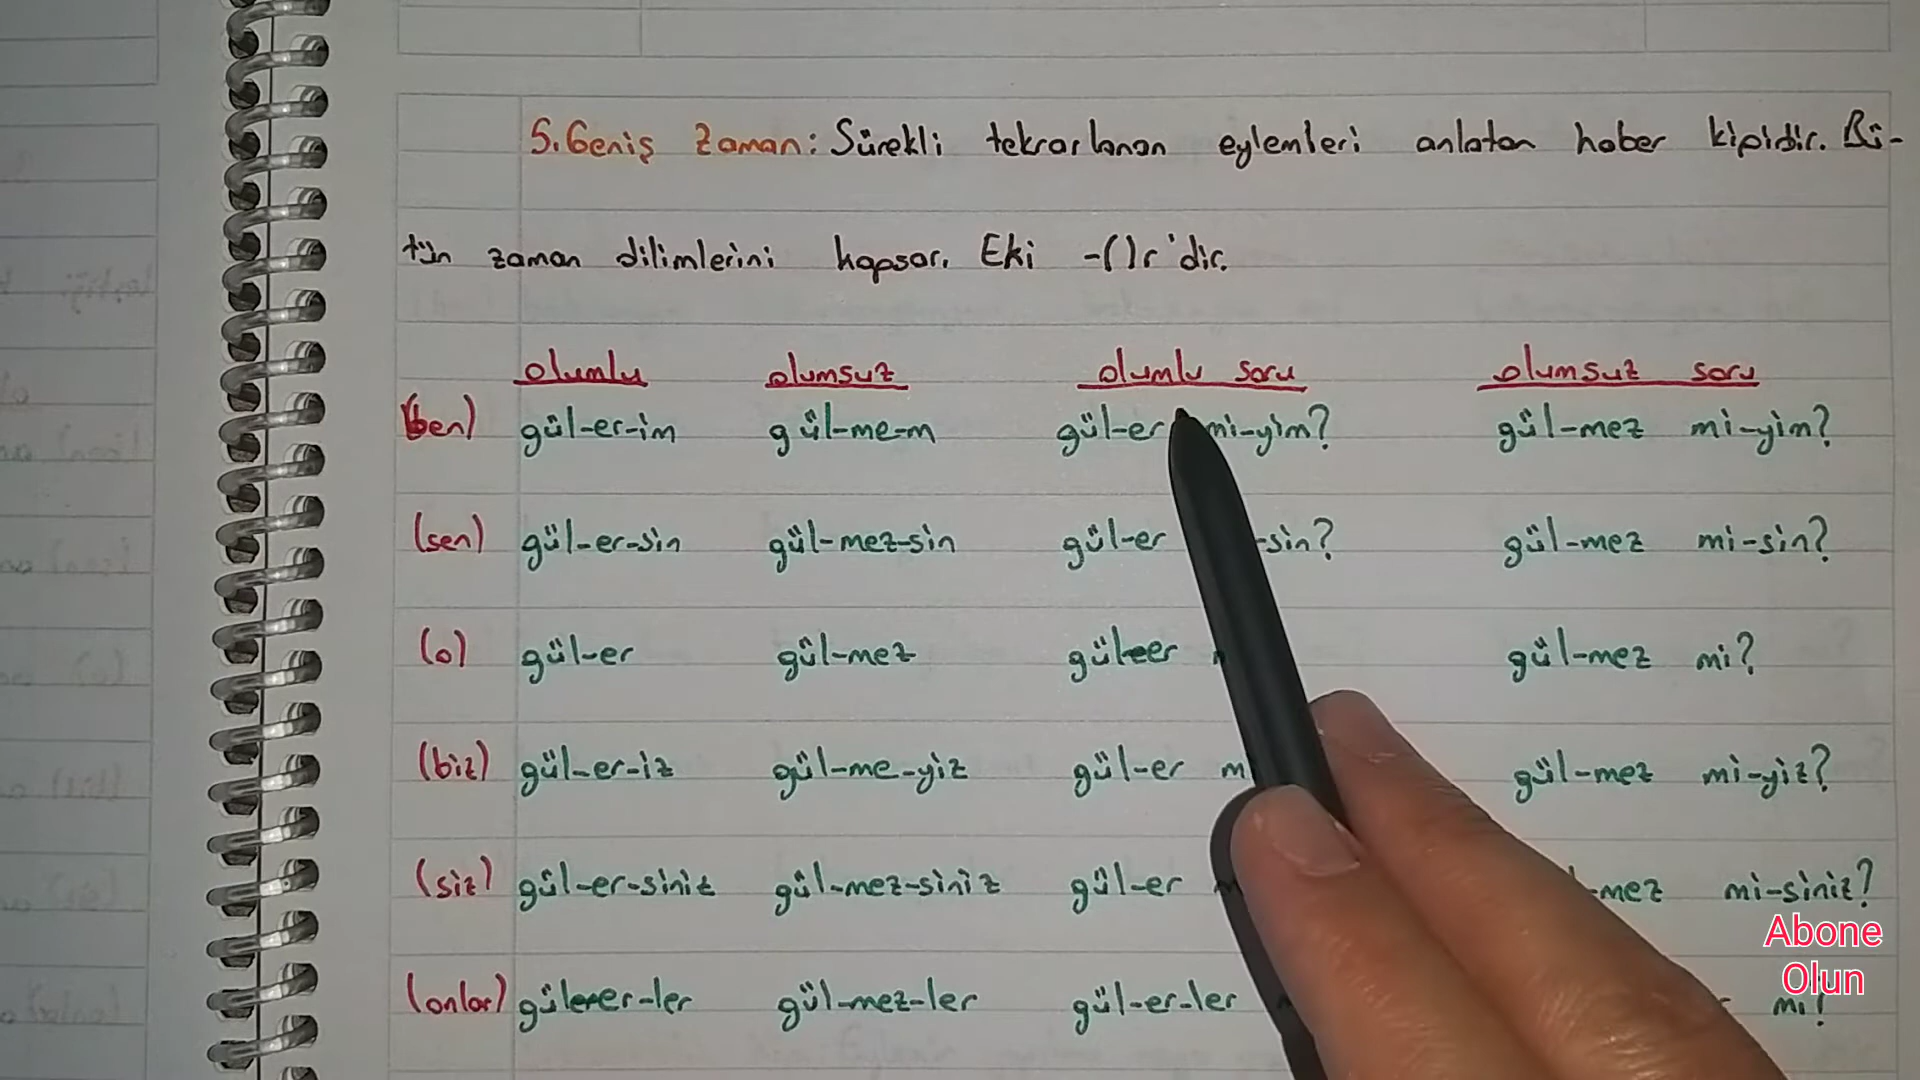 5.Geniş Zaman: Sürekli tekrarlanan eylemleri anlatan haber kipidir. Bü-
tün zaman dilimlerini kapsar. Eki -( )r'dir.
olumlu olumsuz olumlu soru olumsuz soru
(ben) gül-er-im gül-me-m gül-er mi-yim? gül-mez mi-yim?
(sen) gül-er-sin gül-mez-sin gül-er -sin? gül-mez mi-sin?
(o) gül-er gül-mez gül-er gül-mez mi?
(biz) gül-er-iz gül-me-yiz gül-er gül-mez mi-yiz?
(siz) gül-er-siniz gül-mez-siniz gül-er -mez mi-siniz?
(onlar) gül-er-ler gül-mez-ler gül-er-ler mi?
Abone
Olun